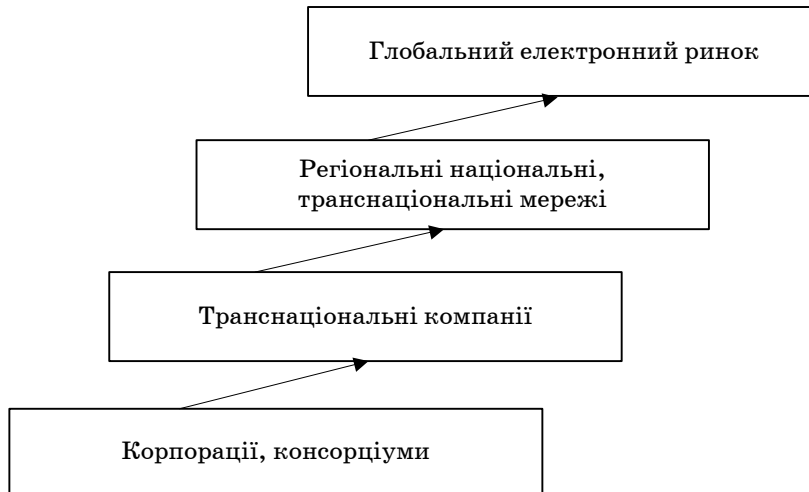 Глобальний електронний ринок
Регіональні національні,
транснаціональні мережі
Транснаціональні компанії
Корпорації, консорціуми